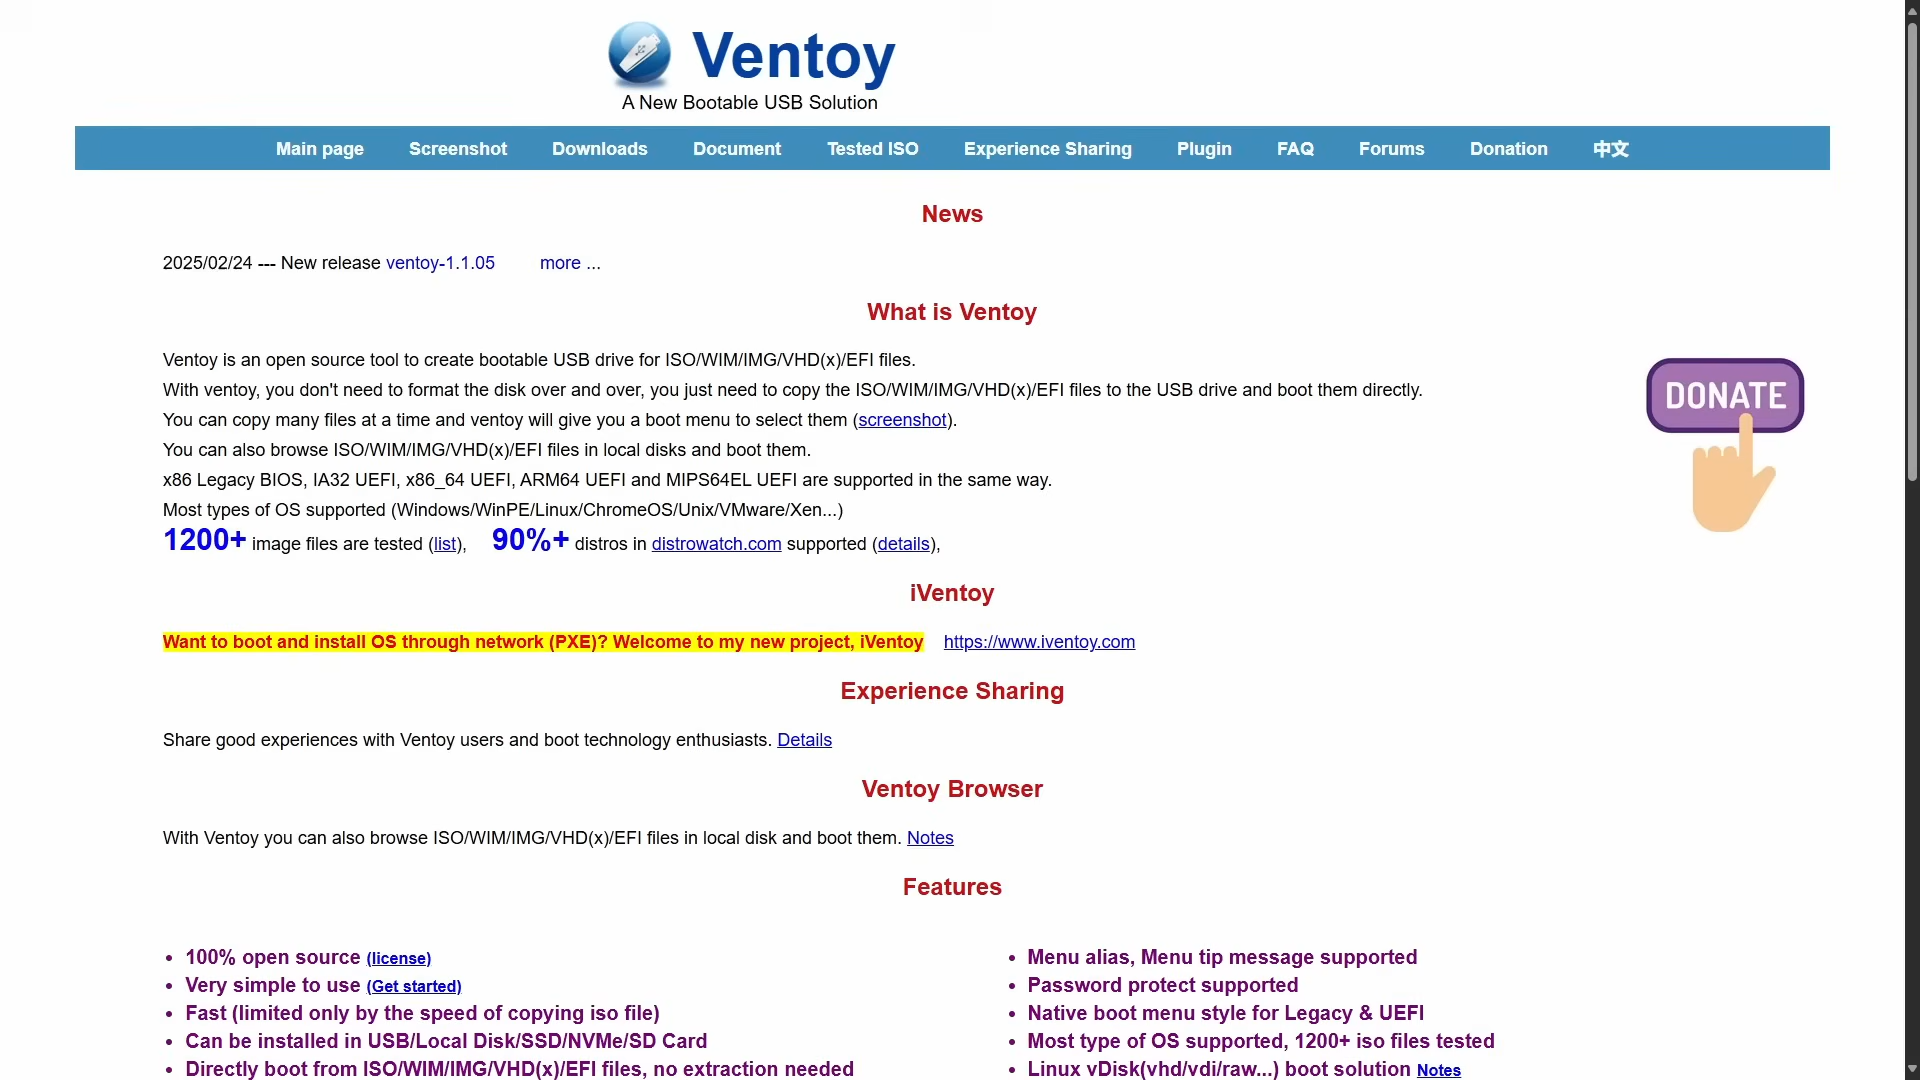 Ventoy
A New Bootable USB Solution
Main page Screenshot Downloads Document Tested ISO Experience Sharing Plugin FAQ Forums Donation 中文
News
2025/02/24 --- New release ventoy-1.1.05 more ...
What is Ventoy
Ventoy is an open source tool to create bootable USB drive for ISO/WIM/IMG/VHD(x)/EFI files.
With ventoy, you don't need to format the disk over and over, you just need to copy the ISO/WIM/IMG/VHD(x)/EFI files to the USB drive and boot them directly.
You can copy many files at a time and ventoy will give you a boot menu to select them (screenshot).
You can also browse ISO/WIM/IMG/VHD(x)/EFI files in local disks and boot them.
x86 Legacy BIOS, IA32 UEFI, x86_64 UEFI, ARM64 UEFI and MIPS64EL UEFI are supported in the same way.
Most types of OS supported (Windows/WinPE/Linux/ChromeOS/Unix/VMware/Xen...)
1200+ image files are tested (list), 90%+ distros in distrowatch.com supported (details),
DONATE
iVentoy
Want to boot and install OS through network (PXE)? Welcome to my new project, iVentoy https://www.iventoy.com
Experience Sharing
Share good experiences with Ventoy users and boot technology enthusiasts. Details
Ventoy Browser
With Ventoy you can also browse ISO/WIM/IMG/VHD(x)/EFI files in local disk and boot them. Notes
Features
• 100% open source (license)
• Very simple to use (Get started)
• Fast (limited only by the speed of copying iso file)
• Can be installed in USB/Local Disk/SSD/NVMe/SD Card
• Directly boot from ISO/WIM/IMG/VHD(x)/EFI files, no extraction needed
• Menu alias, Menu tip message supported
• Password protect supported
• Native boot menu style for Legacy & UEFI
• Most type of OS supported, 1200+ iso files tested
• Linux vDisk(vhd/vdi/raw...) boot solution Notes